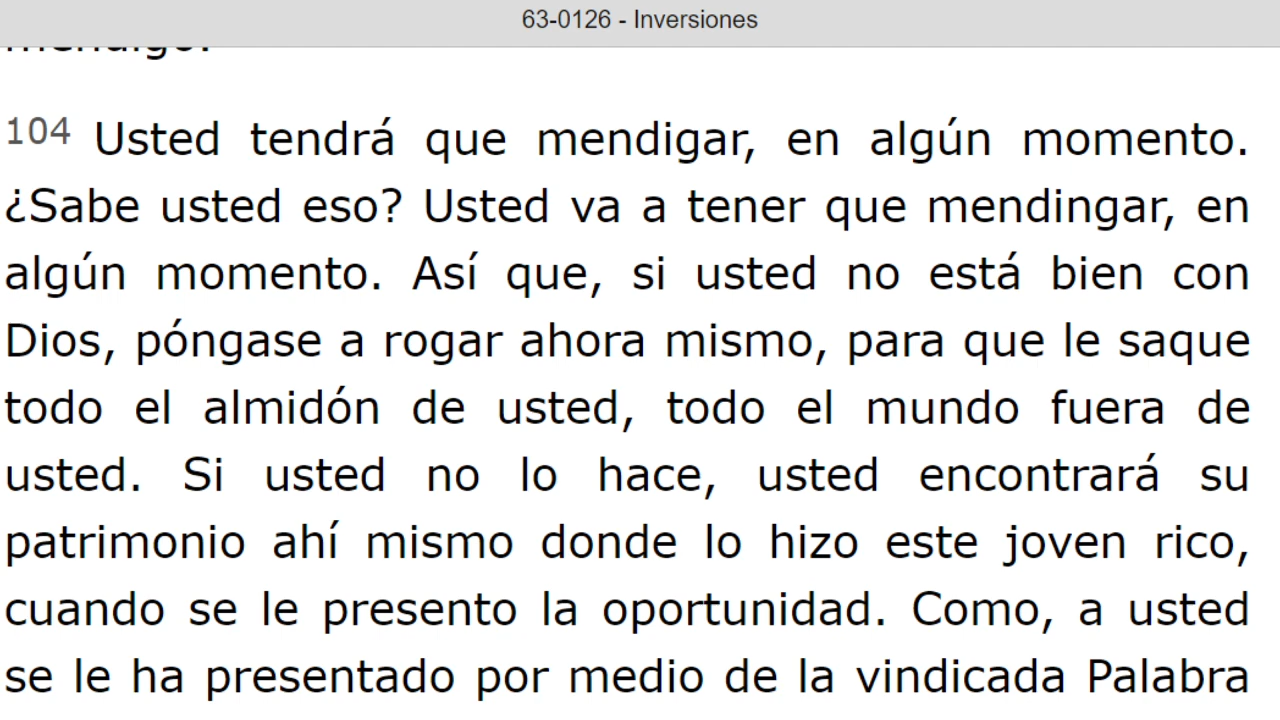 63-0126 - Inversiones
mendigo.
104 Usted tendrá que mendigar, en algún momento.
¿Sabe usted eso? Usted va a tener que mendingar, en
algún momento. Así que, si usted no está bien con
Dios, póngase a rogar ahora mismo, para que le saque
todo el almidón de usted, todo el mundo fuera de
usted. Si usted no lo hace, usted encontrará su
patrimonio ahí mismo donde lo hizo este joven rico,
cuando se le presento la oportunidad. Como, a usted
se le ha presentado por medio de la vindicada Palabra